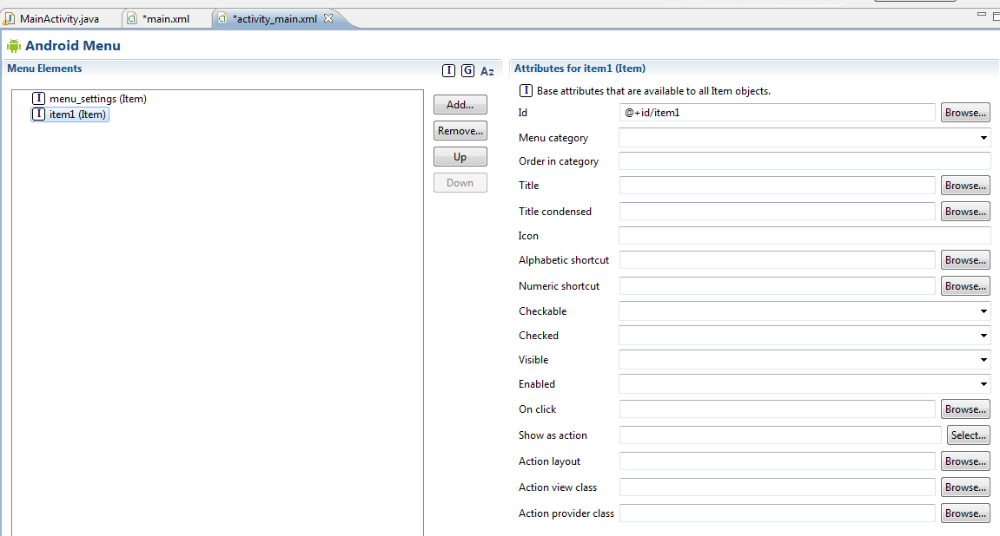 MainActivity.java
*main.xml
*activity_main.xml
Android Menu
Menu Elements
I G Az
I menu_settings (Item)
I item1 (Item)
Add...
Remove...
Up
Down
Attributes for item1 (Item)
I Base attributes that are available to all Item objects.
Id @+id/item1 Browse...
Menu category
Order in category
Title Browse...
Title condensed Browse...
Icon
Alphabetic shortcut Browse...
Numeric shortcut Browse...
Checkable
Checked
Visible
Enabled
On click Browse...
Show as action Select...
Action layout Browse...
Action view class Browse...
Action provider class Browse...